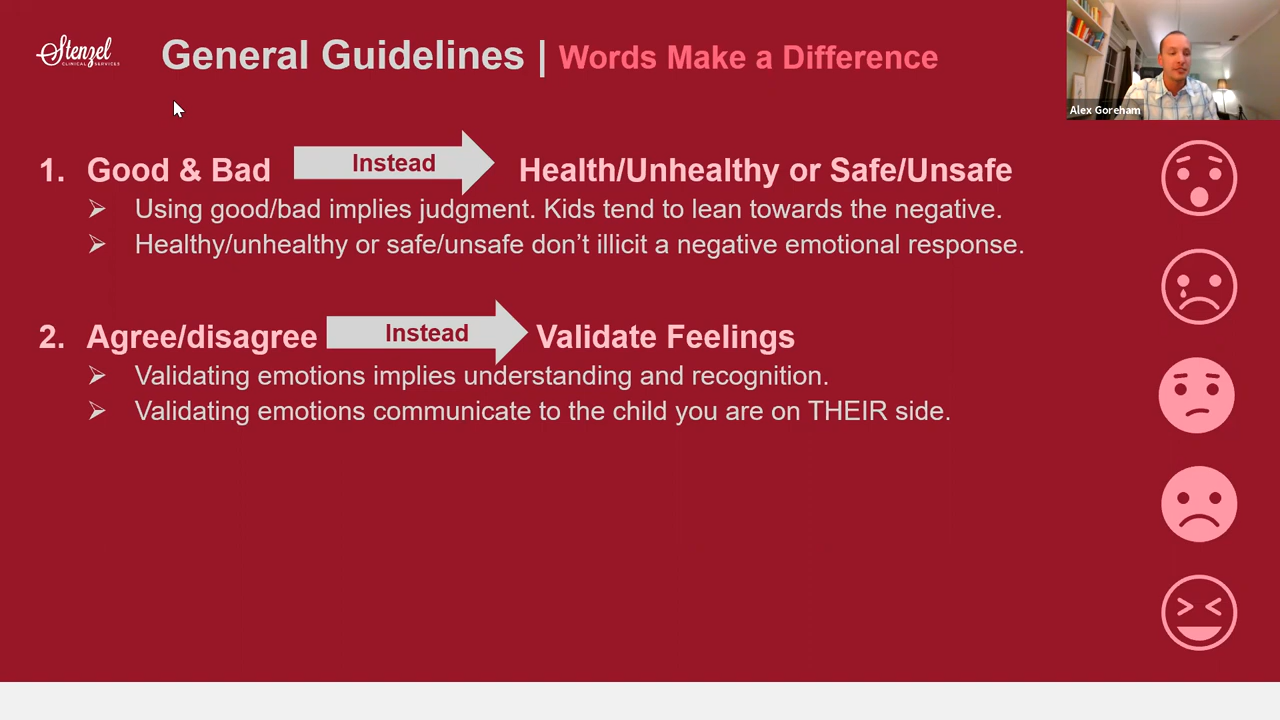 Stenzel
CLINICAL SERVICES
General Guidelines | Words Make a Difference
Alex Goreham
1. Good & Bad Instead Health/Unhealthy or Safe/Unsafe
➢ Using good/bad implies judgment. Kids tend to lean towards the negative.
➢ Healthy/unhealthy or safe/unsafe don’t illicit a negative emotional response.
2. Agree/disagree Instead Validate Feelings
➢ Validating emotions implies understanding and recognition.
➢ Validating emotions communicate to the child you are on THEIR side.